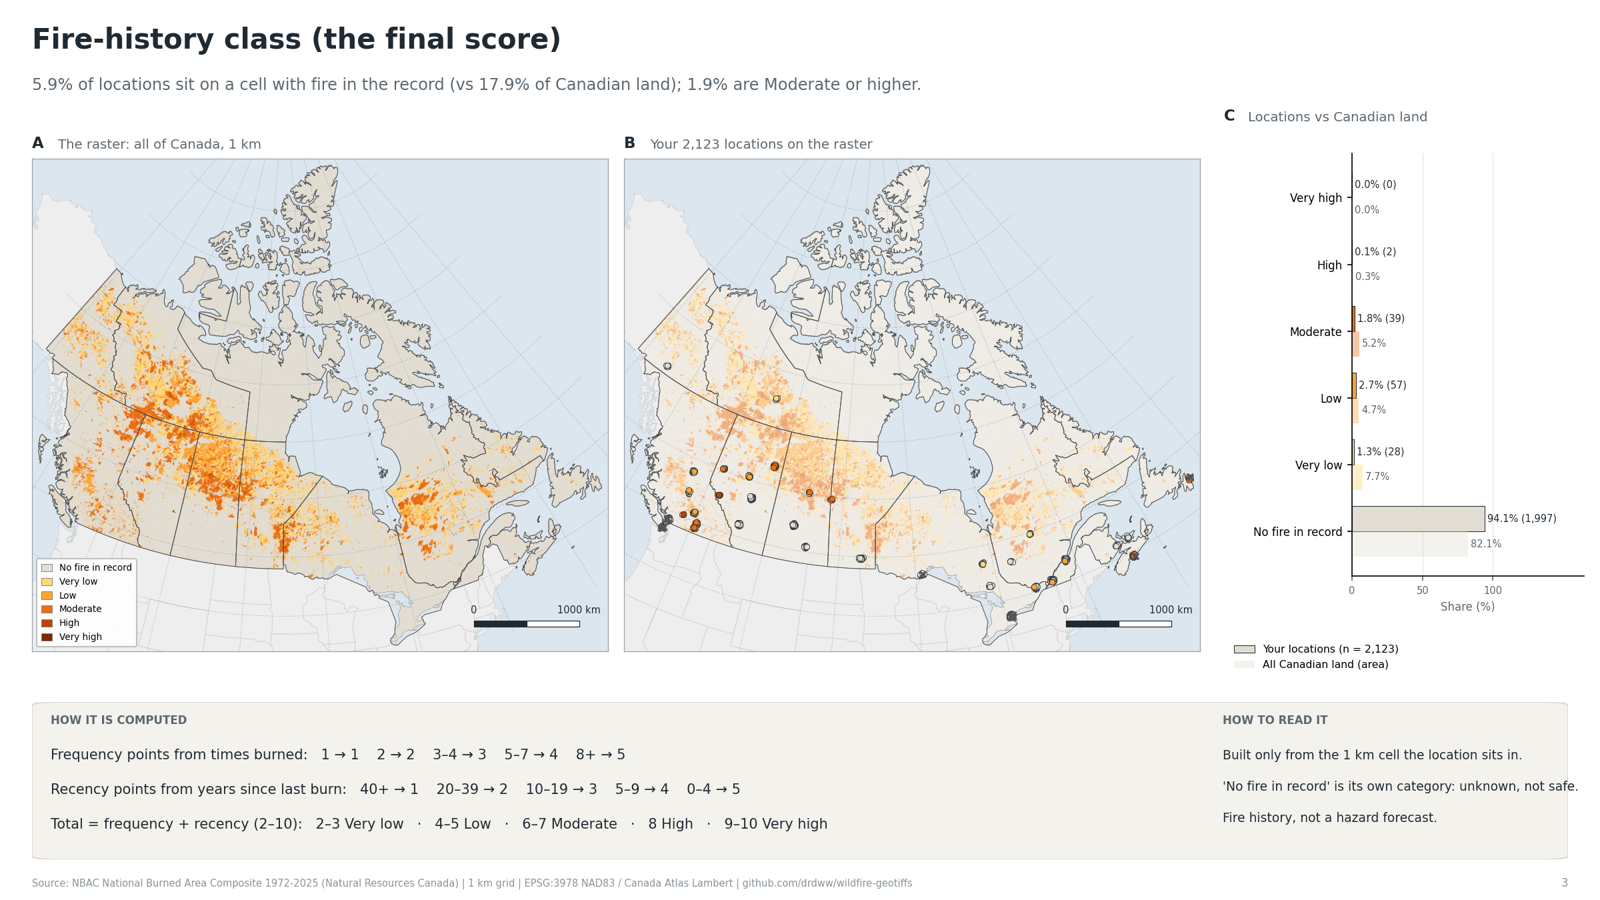 Fire-history class (the final score)
5.9% of locations sit on a cell with fire in the record (vs 17.9% of Canadian land); 1.9% are Moderate or higher.
A The raster: all of Canada, 1 km
No fire in record
Very low
Low
Moderate
High
Very high
0 1000 km
B Your 2,123 locations on the raster
0 1000 km
C Locations vs Canadian land
Very high 0.0% (0)
0.0%
High 0.1% (2)
0.3%
Moderate 1.8% (39)
5.2%
Low 2.7% (57)
4.7%
Very low 1.3% (28)
7.7%
No fire in record 94.1% (1,997)
82.1%
0 50 100
Share (%)
Your locations (n = 2,123)
All Canadian land (area)
HOW IT IS COMPUTED
Frequency points from times burned: 1 → 1 2 → 2 3–4 → 3 5–7 → 4 8+ → 5
Recency points from years since last burn: 40+ → 1 20–39 → 2 10–19 → 3 5–9 → 4 0–4 → 5
Total = frequency + recency (2–10): 2–3 Very low · 4–5 Low · 6–7 Moderate · 8 High · 9–10 Very high
HOW TO READ IT
Built only from the 1 km cell the location sits in.
'No fire in record' is its own category: unknown, not safe.
Fire history, not a hazard forecast.
Source: NBAC National Burned Area Composite 1972-2025 (Natural Resources Canada) | 1 km grid | EPSG:3978 NAD83 / Canada Atlas Lambert | github.com/drdww/wildfire-geotiffs
3